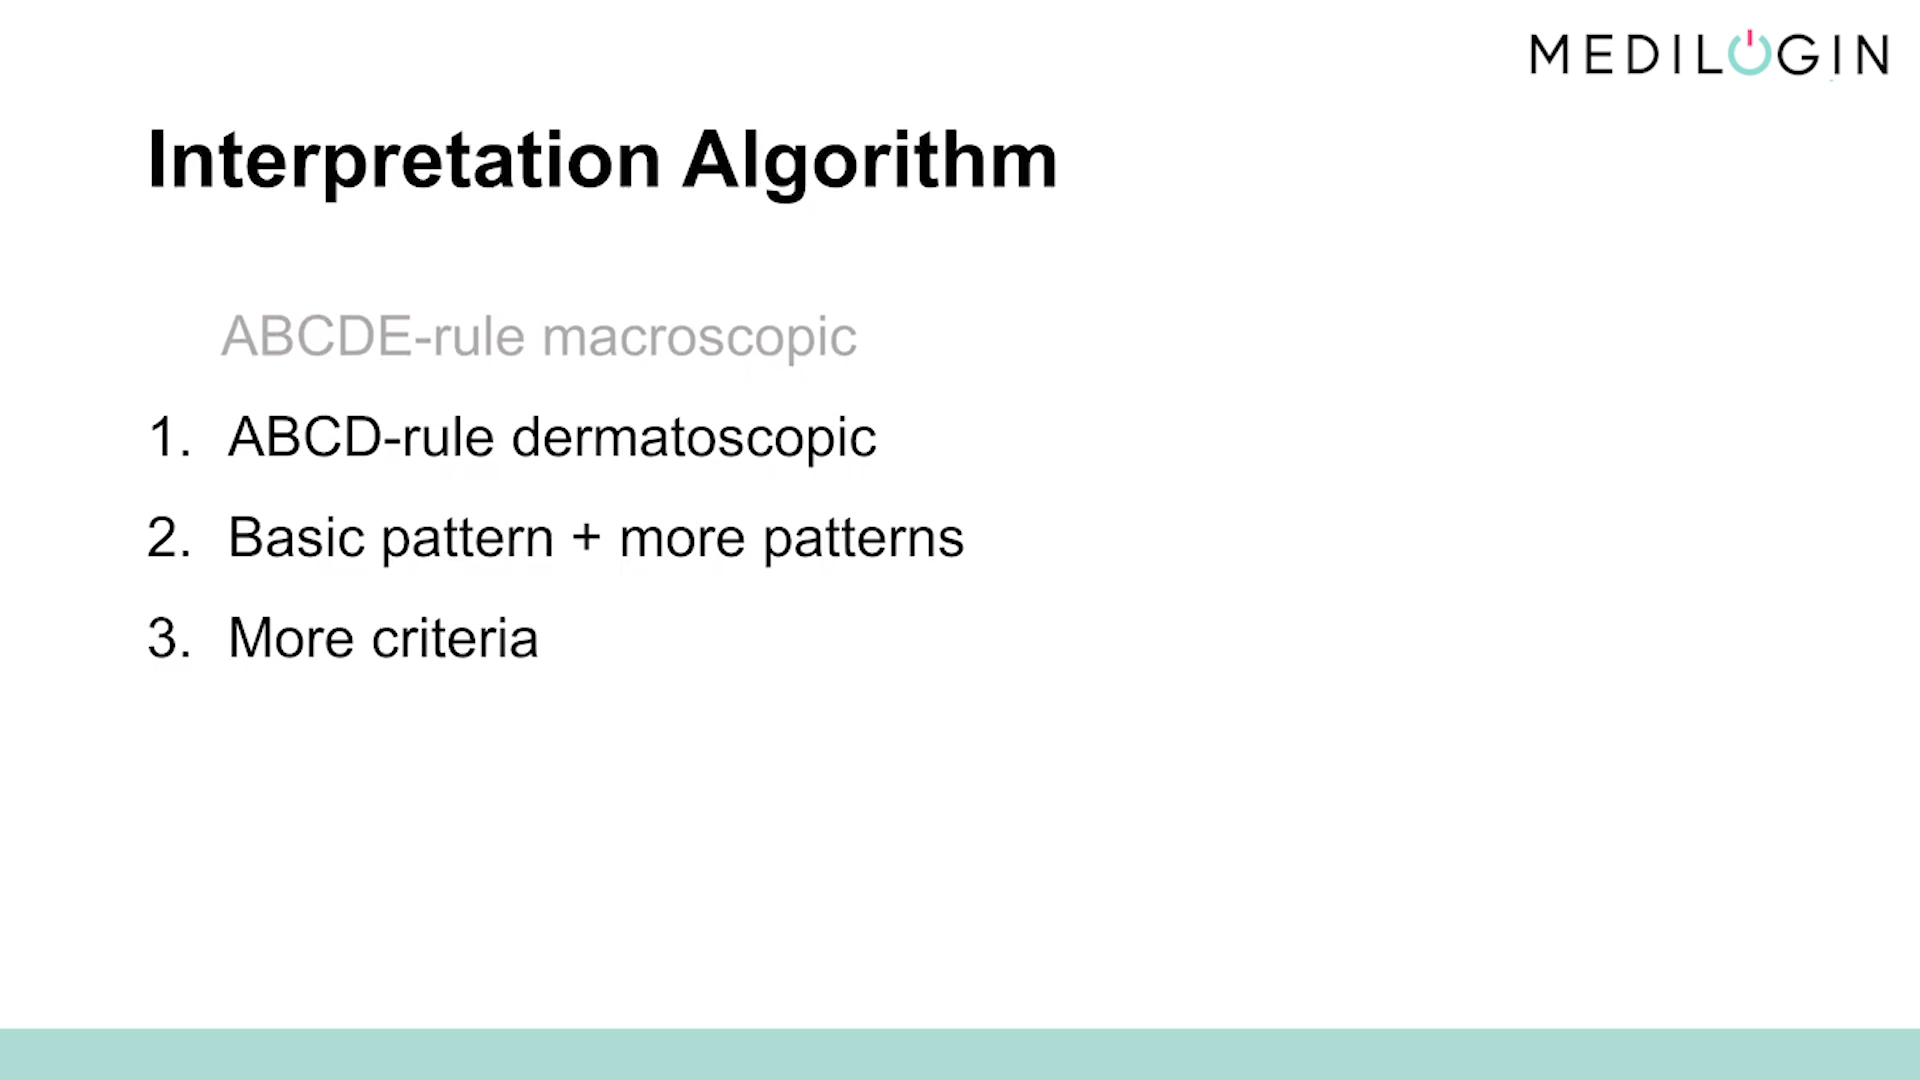 MEDILOGIN
Interpretation Algorithm
ABCDE-rule macroscopic
1. ABCD-rule dermatoscopic
2. Basic pattern + more patterns
3. More criteria